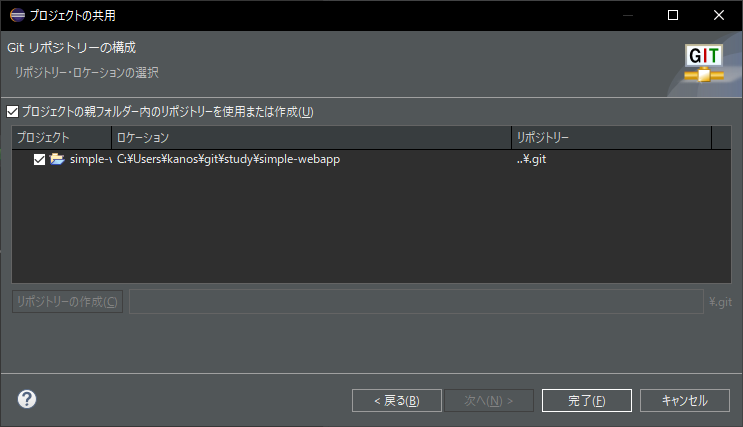 プロジェクトの共用
Git リポジトリーの構成
リポジトリー・ロケーションの選択
GIT
プロジェクトの親フォルダー内のリポジトリーを使用または作成(U)
プロジェクト ロケーション リポジトリー
simple-w C:¥Users¥kanos¥git¥study¥simple-webapp ..¥.git
リポジトリーの作成(C) ¥.git
< 戻る(B) 次へ(N) > 完了(F) キャンセル